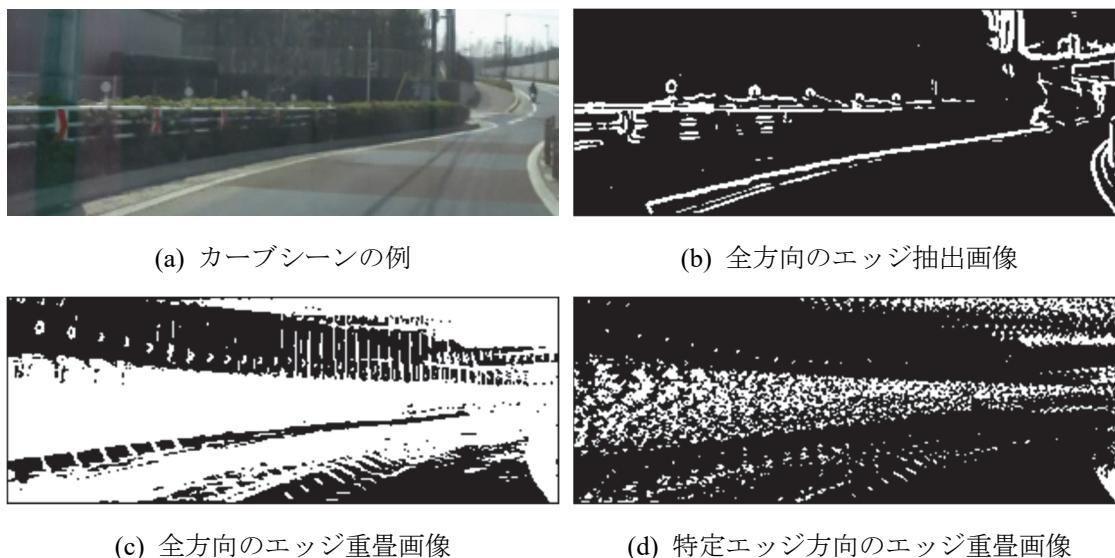 (a) カーブシーンの例
(b) 全方向のエッジ抽出画像
(c) 全方向のエッジ重畳画像
(d) 特定エッジ方向のエッジ重畳画像